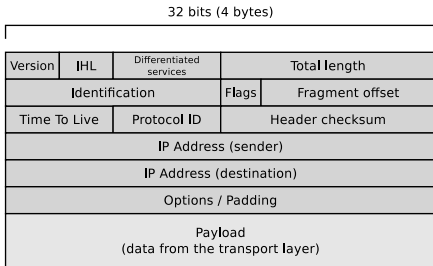 32 bits (4 bytes)
Version IHL Differentiated services Total length
Identification Flags Fragment offset
Time To Live Protocol ID Header checksum
IP Address (sender)
IP Address (destination)
Options / Padding
Payload
(data from the transport layer)